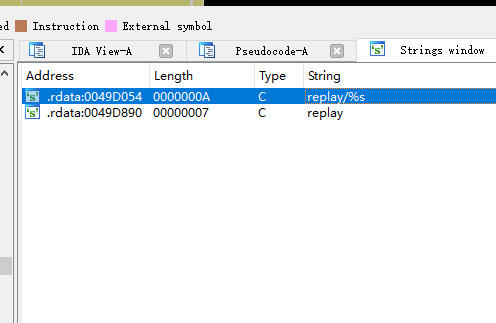 ed Instruction External symbol
IDA View-A Pseudocode-A 's' Strings window
Address Length Type String
's' .rdata:0049D054 0000000A C replay/%s
's' .rdata:0049D890 00000007 C replay